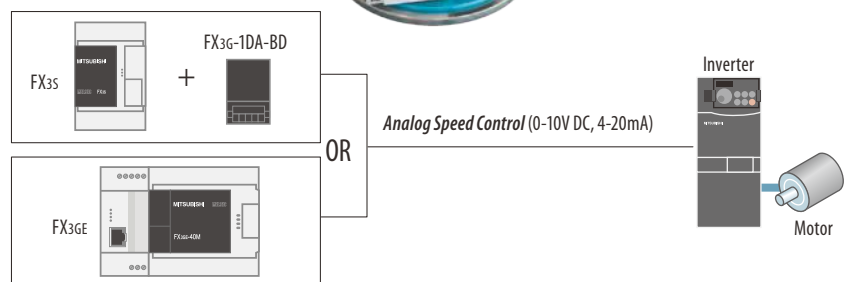 FX3S
MITSUBISHI
+
FX3G-1DA-BD
OR
FX3GE
MITSUBISHI
FX3GE-40M
Analog Speed Control (0-10V DC, 4-20mA)
Inverter
MITSUBISHI
Motor